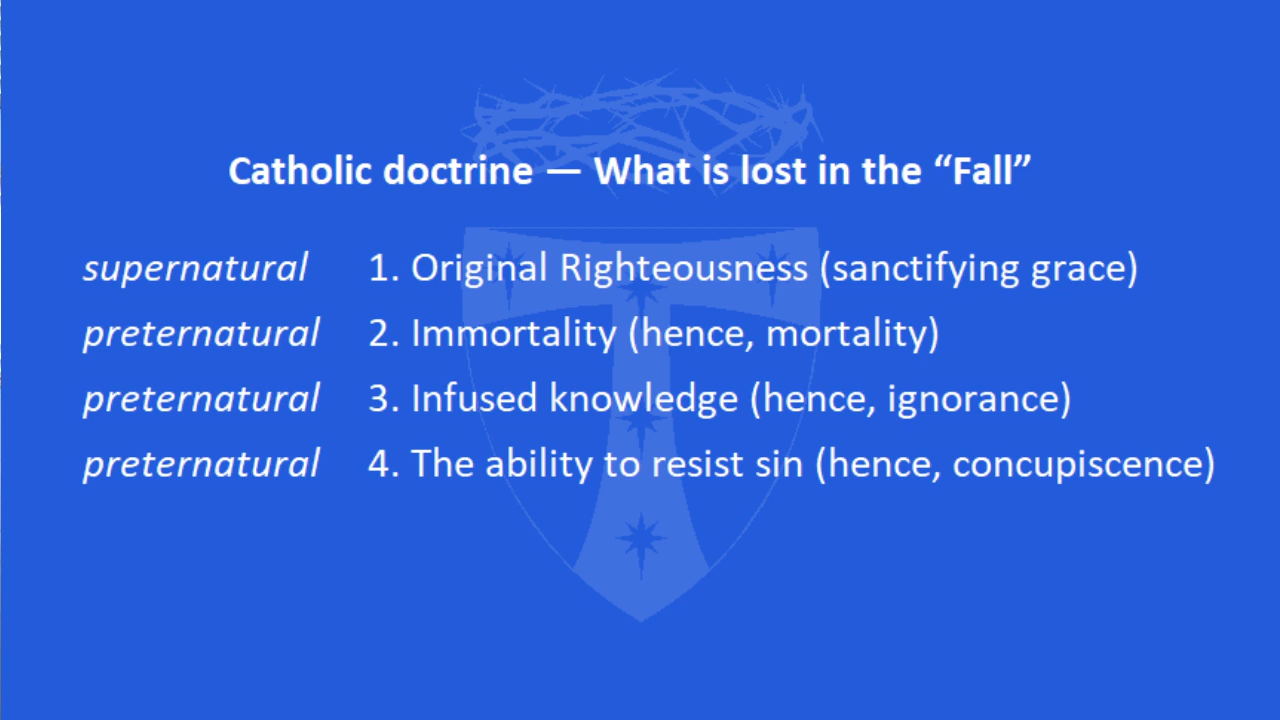 Catholic doctrine — What is lost in the “Fall”
supernatural 1. Original Righteousness (sanctifying grace)
preternatural 2. Immortality (hence, mortality)
preternatural 3. Infused knowledge (hence, ignorance)
preternatural 4. The ability to resist sin (hence, concupiscence)